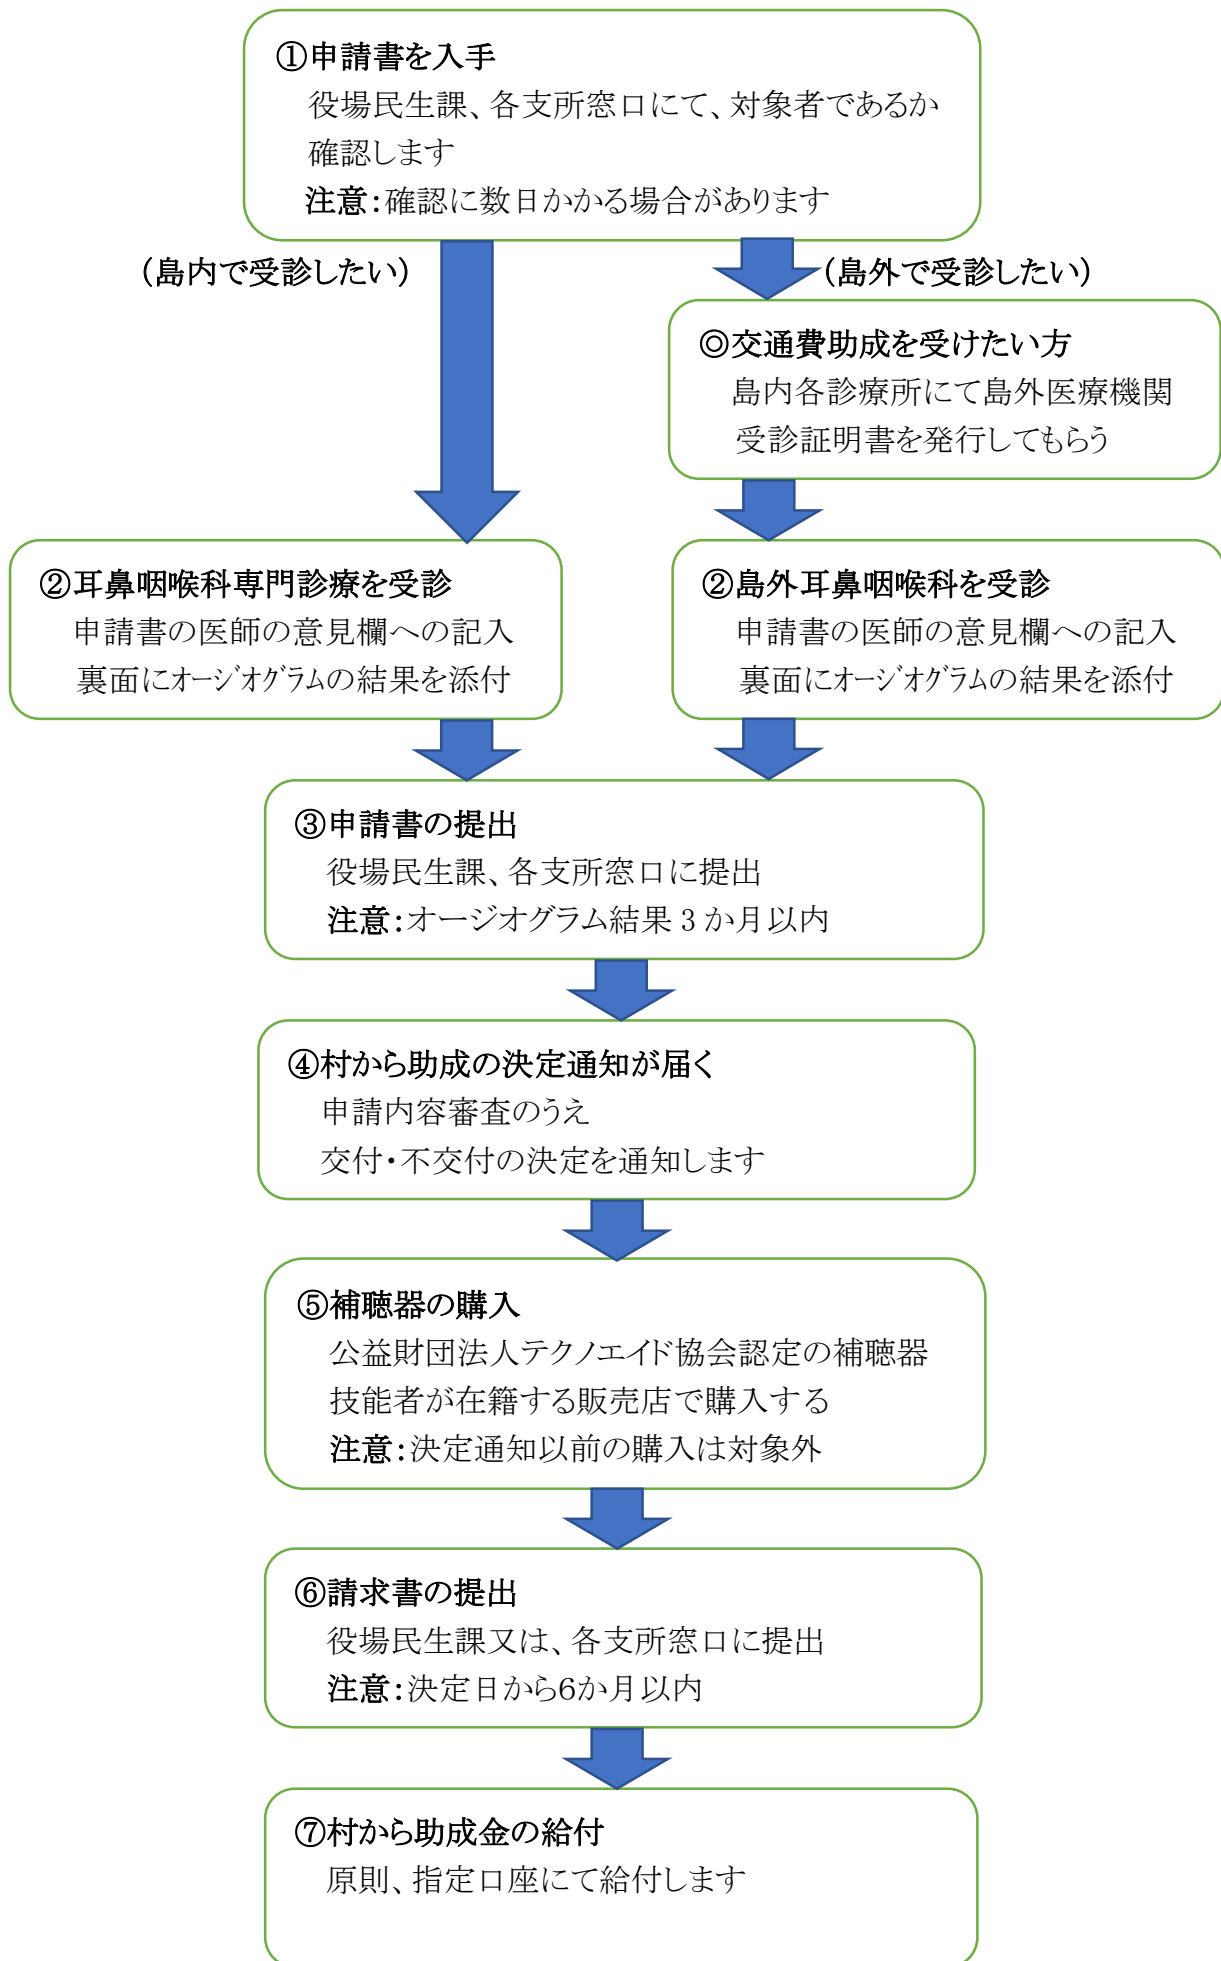 ①申請書を入手
役場民生課、各支所窓口にて、対象者であるか
確認します
注意：確認に数日かかる場合があります
（島内で受診したい）
（島外で受診したい）
◎交通費助成を受けたい方
島内各診療所にて島外医療機関
受診証明書を発行してもらう
②耳鼻咽喉科専門診療を受診
申請書の医師の意見欄への記入
裏面にオージオグラムの結果を添付
②島外耳鼻咽喉科を受診
申請書の医師の意見欄への記入
裏面にオージオグラムの結果を添付
③申請書の提出
役場民生課、各支所窓口に提出
注意：オージオグラム結果 3 か月以内
④村から助成の決定通知が届く
申請内容審査のうえ
交付・不交付の決定を通知します
⑤補聴器の購入
公益財団法人テクノエイド協会認定の補聴器
技能者が在籍する販売店で購入する
注意：決定通知以前の購入は対象外
⑥請求書の提出
役場民生課又は、各支所窓口に提出
注意：決定日から6か月以内
⑦村から助成金の給付
原則、指定口座にて給付します